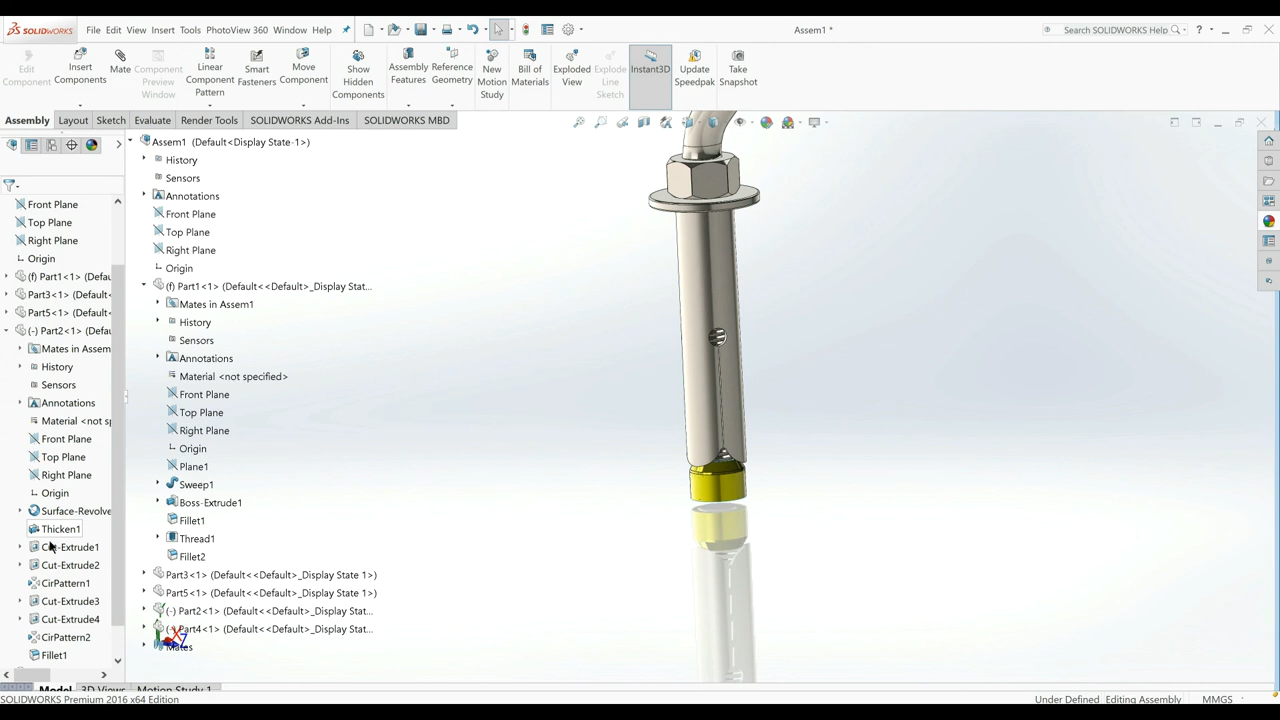 SOLIDWORKS File Edit View Insert Tools PhotoView 360 Window Help Assem1 * Search SOLIDWORKS Help ?
Edit Component
Insert Components
Mate
Component Preview Window
Linear Component Pattern
Smart Fasteners
Move Component
Show Hidden Components
Assembly Features
Reference Geometry
New Motion Study
Bill of Materials
Exploded View
Explode Line Sketch
Instant3D
Update Speedpak
Take Snapshot
Assembly Layout Sketch Evaluate Render Tools SOLIDWORKS Add-Ins SOLIDWORKS MBD
Front Plane
Top Plane
Right Plane
Origin
(f) Part1<1> (Defau
Part3<1> (Default<
Part5<1> (Default<
(-) Part2<1> (Defau
Mates in Assem
History
Sensors
Annotations
Material <not sp
Front Plane
Top Plane
Right Plane
Origin
Surface-Revolve
Thicken1
Cut-Extrude1
Cut-Extrude2
CirPattern1
Cut-Extrude3
Cut-Extrude4
CirPattern2
Fillet1
Assem1 (Default<Display State-1>)
History
Sensors
Annotations
Front Plane
Top Plane
Right Plane
Origin
(f) Part1<1> (Default<<Default>_Display Stat...
Mates in Assem1
History
Sensors
Annotations
Material <not specified>
Front Plane
Top Plane
Right Plane
Origin
Plane1
Sweep1
Boss-Extrude1
Fillet1
Thread1
Fillet2
Part3<1> (Default<<Default>_Display State 1>)
Part5<1> (Default<<Default>_Display State 1>)
(-) Part2<1> (Default<<Default>_Display Stat...
Part4<1> (Default<<Default>_Display Stat...
Mates
Model 3D Views Motion Study 1
SOLIDWORKS Premium 2016 x64 Edition Under Defined Editing Assembly MMGS